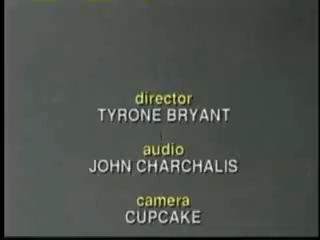 director
TYRONE BRYANT
audio
JOHN CHARCHALIS
camera
CUPCAKE